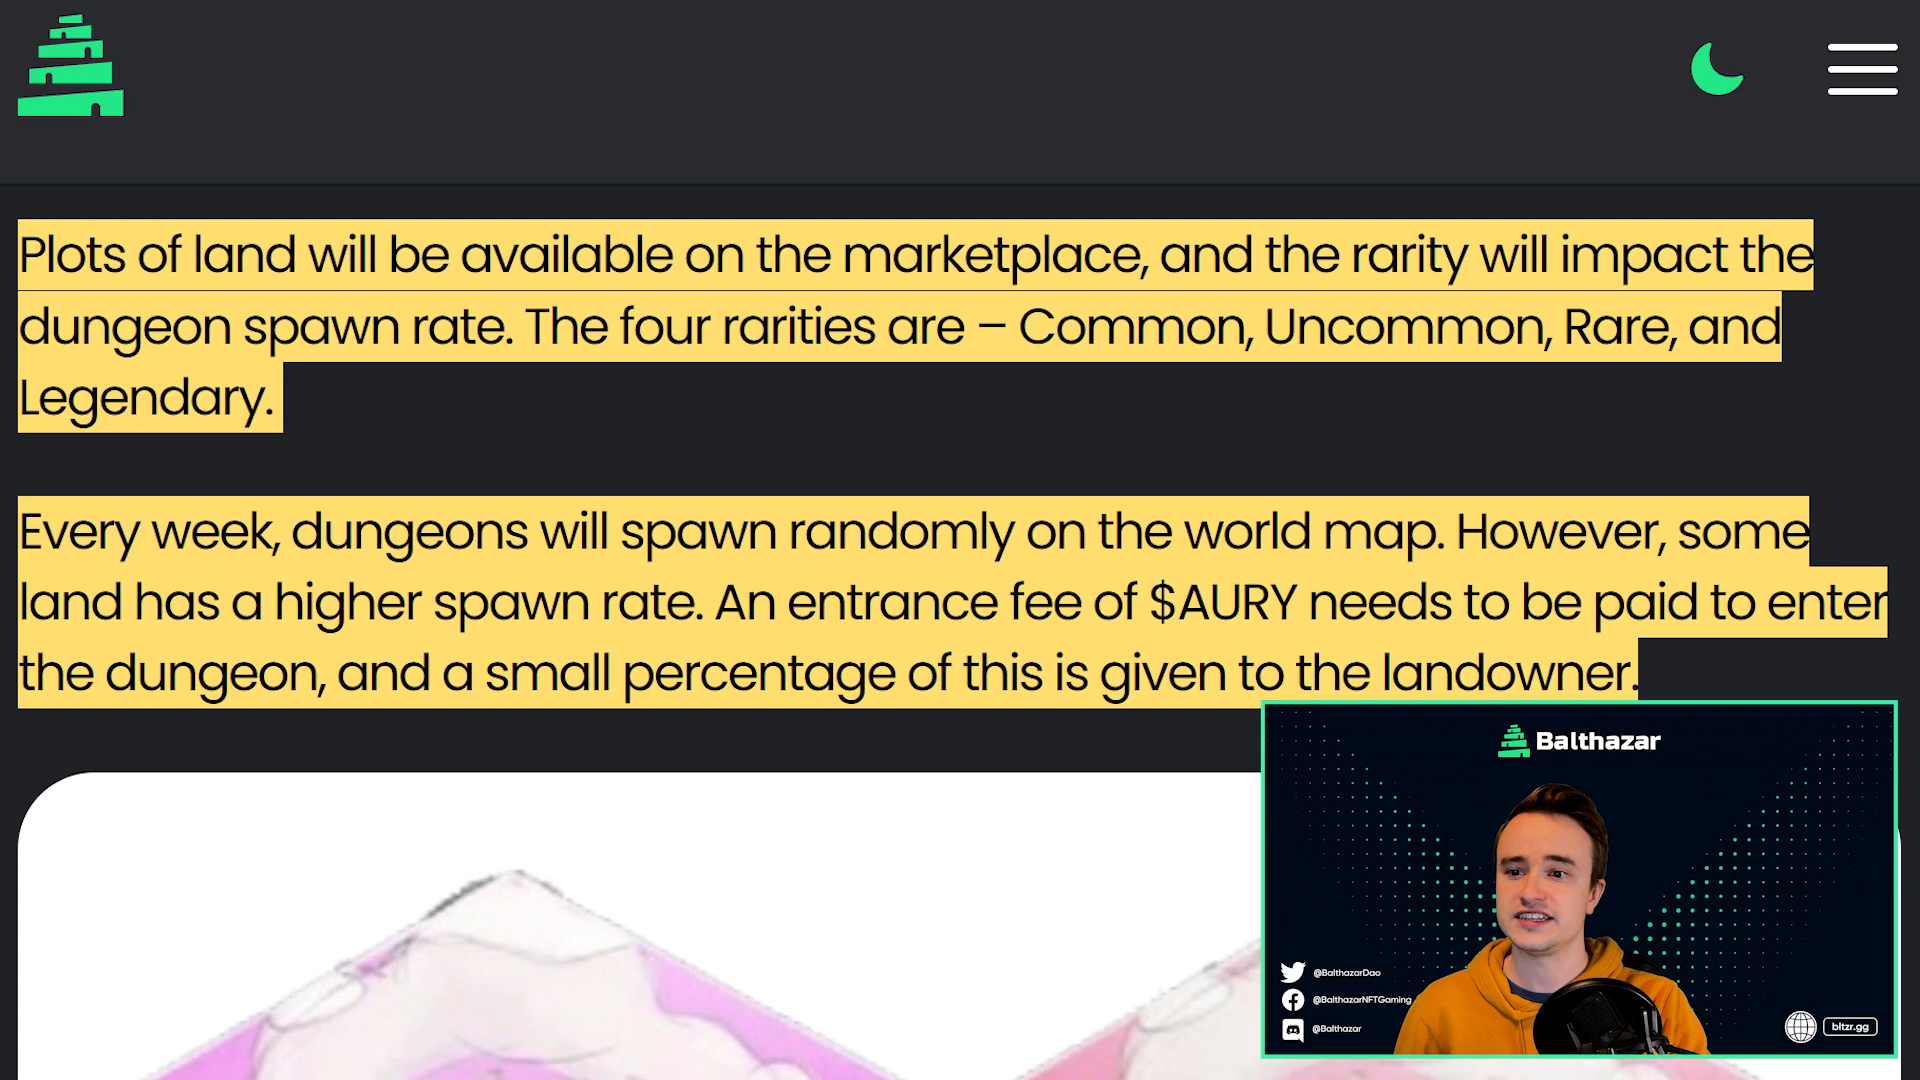 Plots of land will be available on the marketplace, and the rarity will impact the
dungeon spawn rate. The four rarities are – Common, Uncommon, Rare, and
Legendary.
Every week, dungeons will spawn randomly on the world map. However, some
land has a higher spawn rate. An entrance fee of $AURY needs to be paid to enter
the dungeon, and a small percentage of this is given to the landowner.
Balthazar
@BalthazarDao
@BalthazarNFTGaming
@Balthazar
bltzr.gg